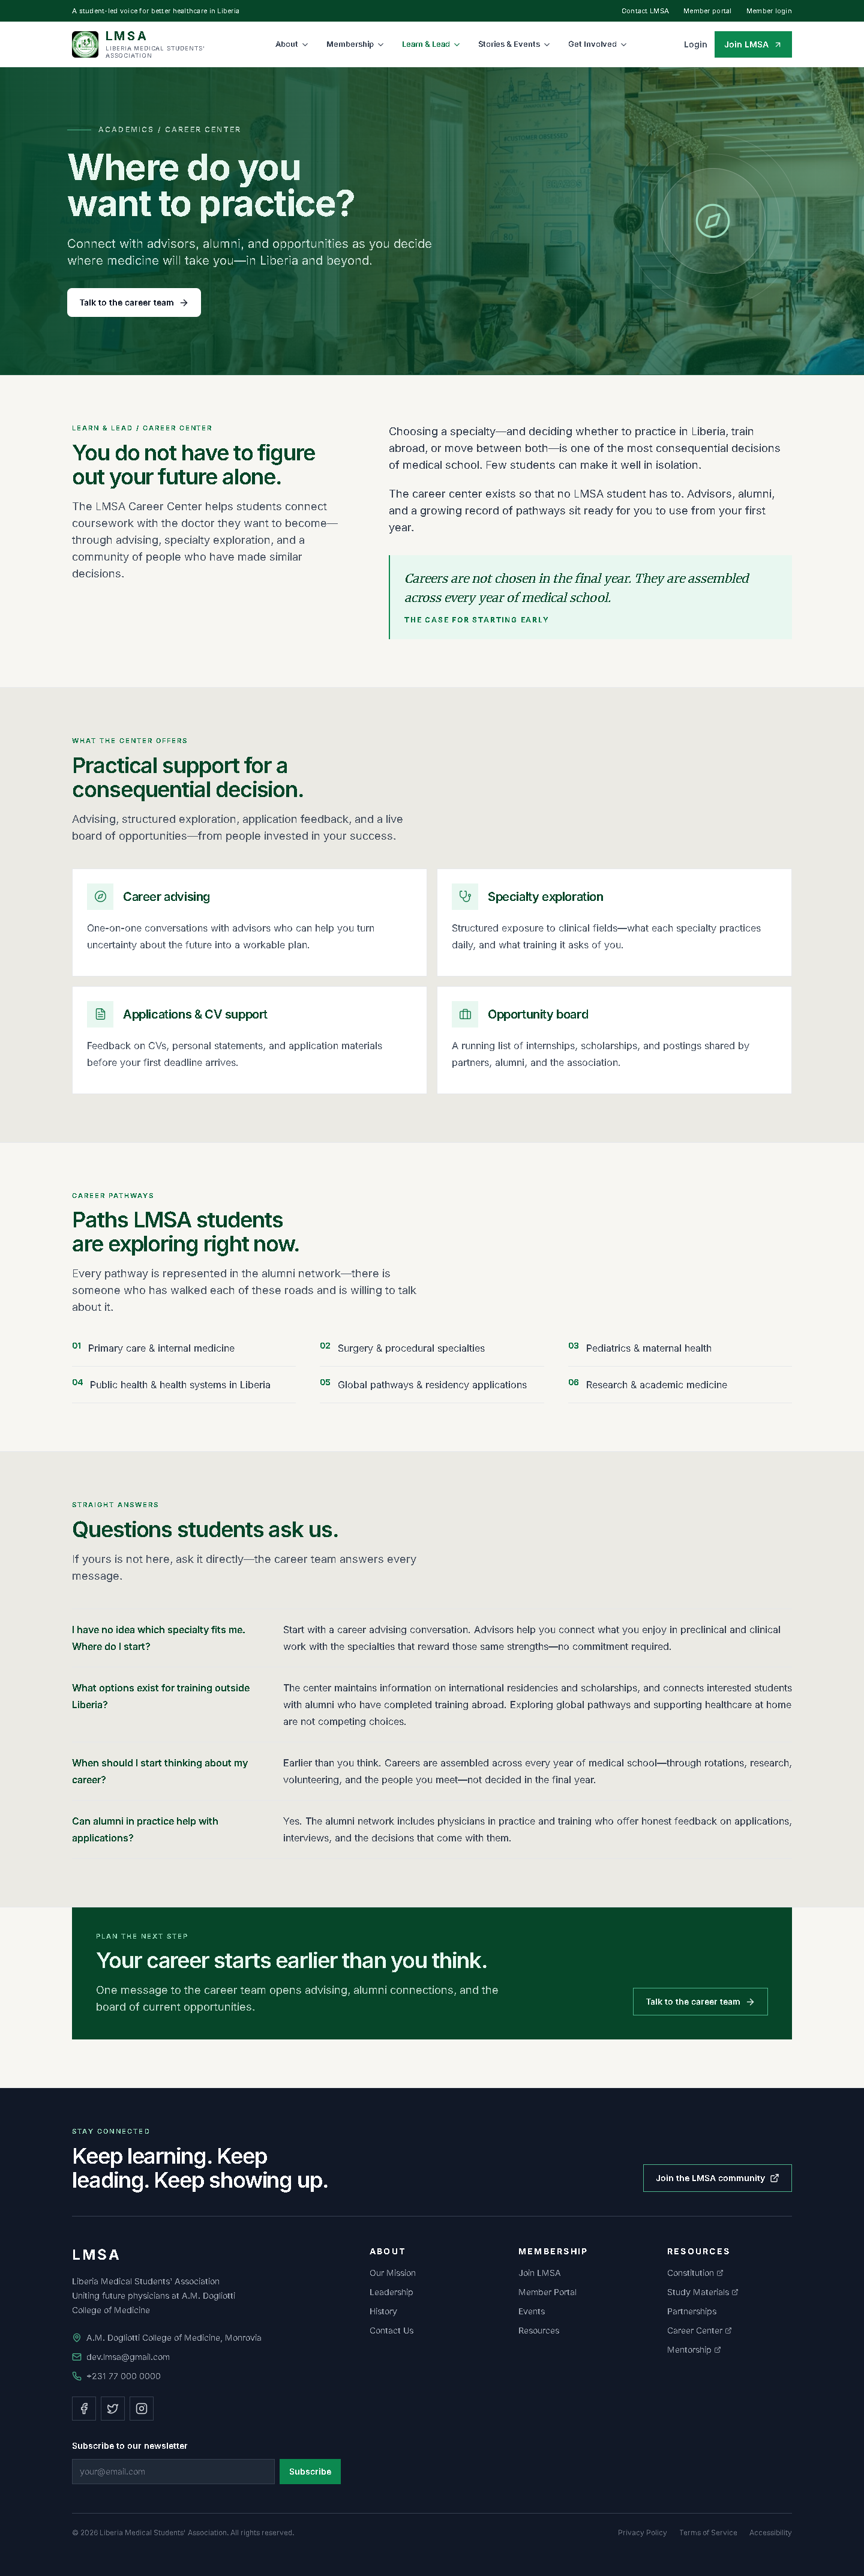 A student-led voice for better healthcare in Liberia
Contact LMSA
Member portal
Member login
LMSA
LIBERIA MEDICAL STUDENTS'
ASSOCIATION
About
Membership
Learn & Lead
Stories & Events
Get Involved
Login
Join LMSA
ACADEMICS / CAREER CENTER
Where do you
want to practice?
Connect with advisors, alumni, and opportunities as you decide
where medicine will take you—in Liberia and beyond.
Talk to the career team
LEARN & LEAD / CAREER CENTER
You do not have to figure
out your future alone.
The LMSA Career Center helps students connect
coursework with the doctor they want to become—
through advising, specialty exploration, and a
community of people who have made similar
decisions.
Choosing a specialty—and deciding whether to practice in Liberia, train
abroad, or move between both—is one of the most consequential decisions
of medical school. Few students can make it well in isolation.
The career center exists so that no LMSA student has to. Advisors, alumni,
and a growing record of pathways sit ready for you to use from your first
year.
Careers are not chosen in the final year. They are assembled
across every year of medical school.
THE CASE FOR STARTING EARLY
WHAT THE CENTER OFFERS
Practical support for a
consequential decision.
Advising, structured exploration, application feedback, and a live
board of opportunities—from people invested in your success.
Career advising
One-on-one conversations with advisors who can help you turn
uncertainty about the future into a workable plan.
Specialty exploration
Structured exposure to clinical fields—what each specialty practices
daily, and what training it asks of you.
Applications & CV support
Feedback on CVs, personal statements, and application materials
before your first deadline arrives.
Opportunity board
A running list of internships, scholarships, and postings shared by
partners, alumni, and the association.
CAREER PATHWAYS
Paths LMSA students
are exploring right now.
Every pathway is represented in the alumni network—there is
someone who has walked each of these roads and is willing to talk
about it.
01 Primary care & internal medicine
02 Surgery & procedural specialties
03 Pediatrics & maternal health
04 Public health & health systems in Liberia
05 Global pathways & residency applications
06 Research & academic medicine
STRAIGHT ANSWERS
Questions students ask us.
If yours is not here, ask it directly—the career team answers every
message.
I have no idea which specialty fits me.
Where do I start?
Start with a career advising conversation. Advisors help you connect what you enjoy in preclinical and clinical
work with the specialties that reward those same strengths—no commitment required.
What options exist for training outside
Liberia?
The center maintains information on international residencies and scholarships, and connects interested students
with alumni who have completed training abroad. Exploring global pathways and supporting healthcare at home
are not competing choices.
When should I start thinking about my
career?
Earlier than you think. Careers are assembled across every year of medical school—through rotations, research,
volunteering, and the people you meet—not decided in the final year.
Can alumni in practice help with
applications?
Yes. The alumni network includes physicians in practice and training who offer honest feedback on applications,
interviews, and the decisions that come with them.
PLAN THE NEXT STEP
Your career starts earlier than you think.
One message to the career team opens advising, alumni connections, and the
board of current opportunities.
Talk to the career team
STAY CONNECTED
Keep learning. Keep
leading. Keep showing up.
Join the LMSA community
LMSA
Liberia Medical Students' Association
Uniting future physicians at A.M. Dogliotti
College of Medicine
A.M. Dogliotti College of Medicine, Monrovia
dev.lmsa@gmail.com
+231 77 000 0000
Subscribe to our newsletter
your@email.com
Subscribe
ABOUT
Our Mission
Leadership
History
Contact Us
MEMBERSHIP
Join LMSA
Member Portal
Events
Resources
RESOURCES
Constitution
Study Materials
Partnerships
Career Center
Mentorship
© 2026 Liberia Medical Students' Association. All rights reserved.
Privacy Policy
Terms of Service
Accessibility